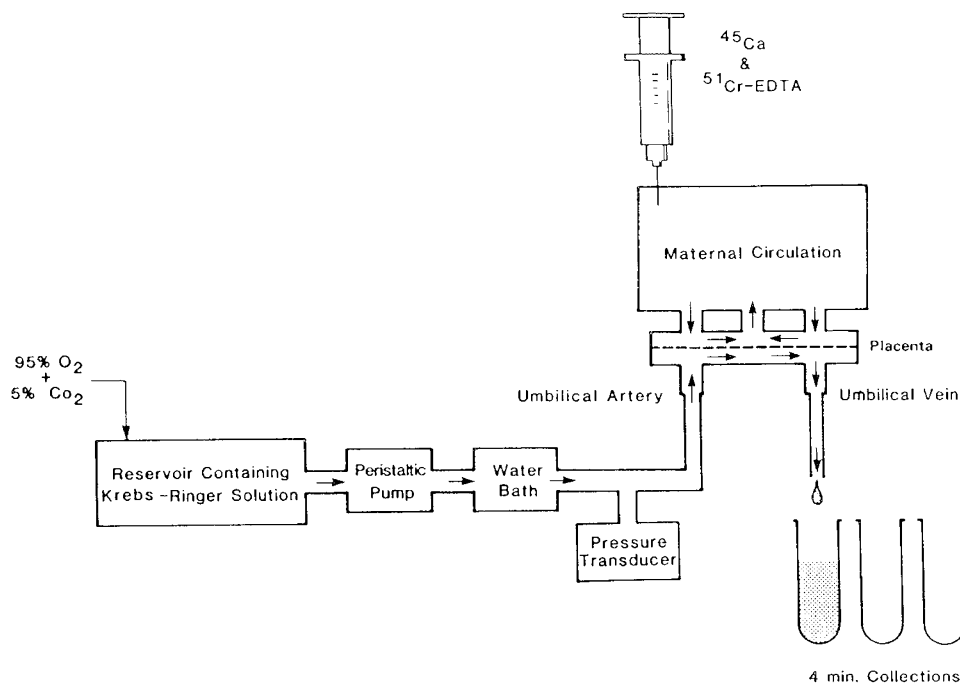 45Ca
&
51Cr-EDTA
Maternal Circulation
Placenta
95% O2
+
5% Co2
Umbilical Artery
Umbilical Vein
Reservoir Containing
Krebs-Ringer Solution
Peristaltic
Pump
Water
Bath
Pressure
Transducer
4 min. Collections